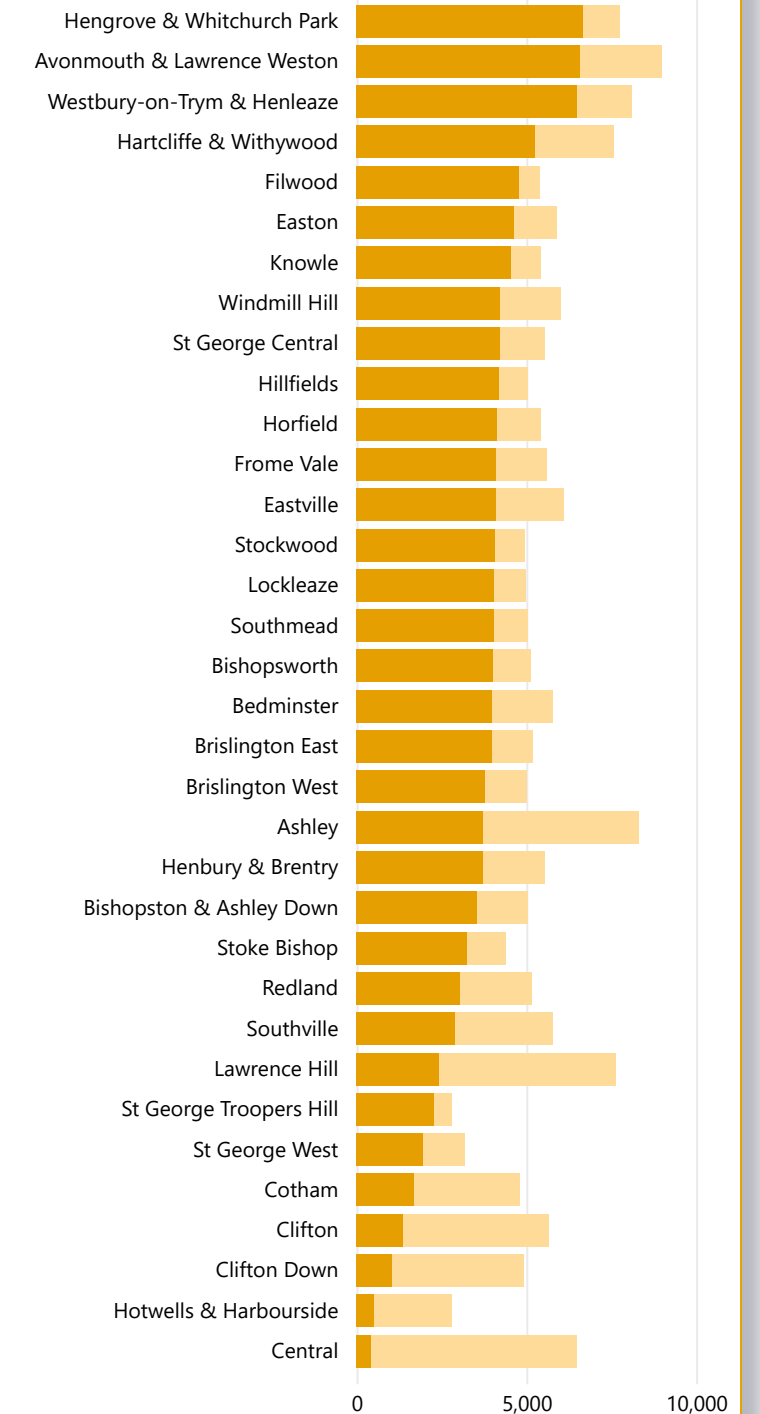 Hengrove & Whitchurch Park
Avonmouth & Lawrence Weston
Westbury-on-Trym & Henleaze
Hartcliffe & Withywood
Filwood
Easton
Knowle
Windmill Hill
St George Central
Hillfields
Horfield
Frome Vale
Eastville
Stockwood
Lockleaze
Southmead
Bishopsworth
Bedminster
Brislington East
Brislington West
Ashley
Henbury & Brentry
Bishopston & Ashley Down
Stoke Bishop
Redland
Southville
Lawrence Hill
St George Troopers Hill
St George West
Cotham
Clifton
Clifton Down
Hotwells & Harbourside
Central
0 5,000 10,000